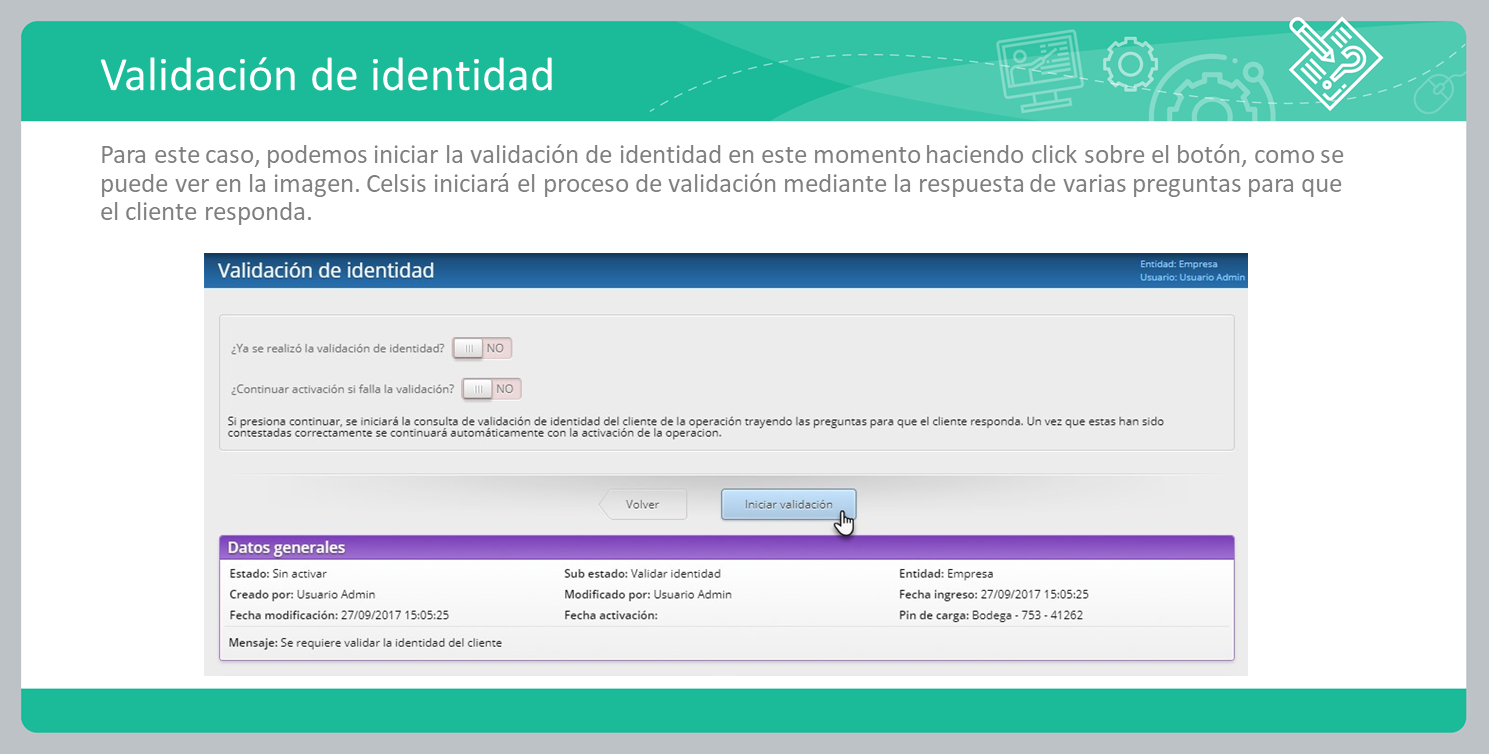 Validación de identidad
Para este caso, podemos iniciar la validación de identidad en este momento haciendo click sobre el botón, como se
puede ver en la imagen. Celsis iniciará el proceso de validación mediante la respuesta de varias preguntas para que
el cliente responda.
Validación de identidad
Entidad: Empresa
Usuario: Usuario Admin
¿Ya se realizó la validación de identidad? NO
¿Continuar activación si falla la validación? NO
Si presiona continuar, se iniciará la consulta de validación de identidad del cliente de la operación trayendo las preguntas para que el cliente responda. Un vez que estas han sido
contestadas correctamente se continuará automáticamente con la activación de la operacion.
Volver Iniciar validación
Datos generales
Estado: Sin activar Sub estado: Validar identidad Entidad: Empresa
Creado por: Usuario Admin Modificado por: Usuario Admin Fecha ingreso: 27/09/2017 15:05:25
Fecha modificación: 27/09/2017 15:05:25 Fecha activación: Pin de carga: Bodega - 753 - 41262
Mensaje: Se requiere validar la identidad del cliente